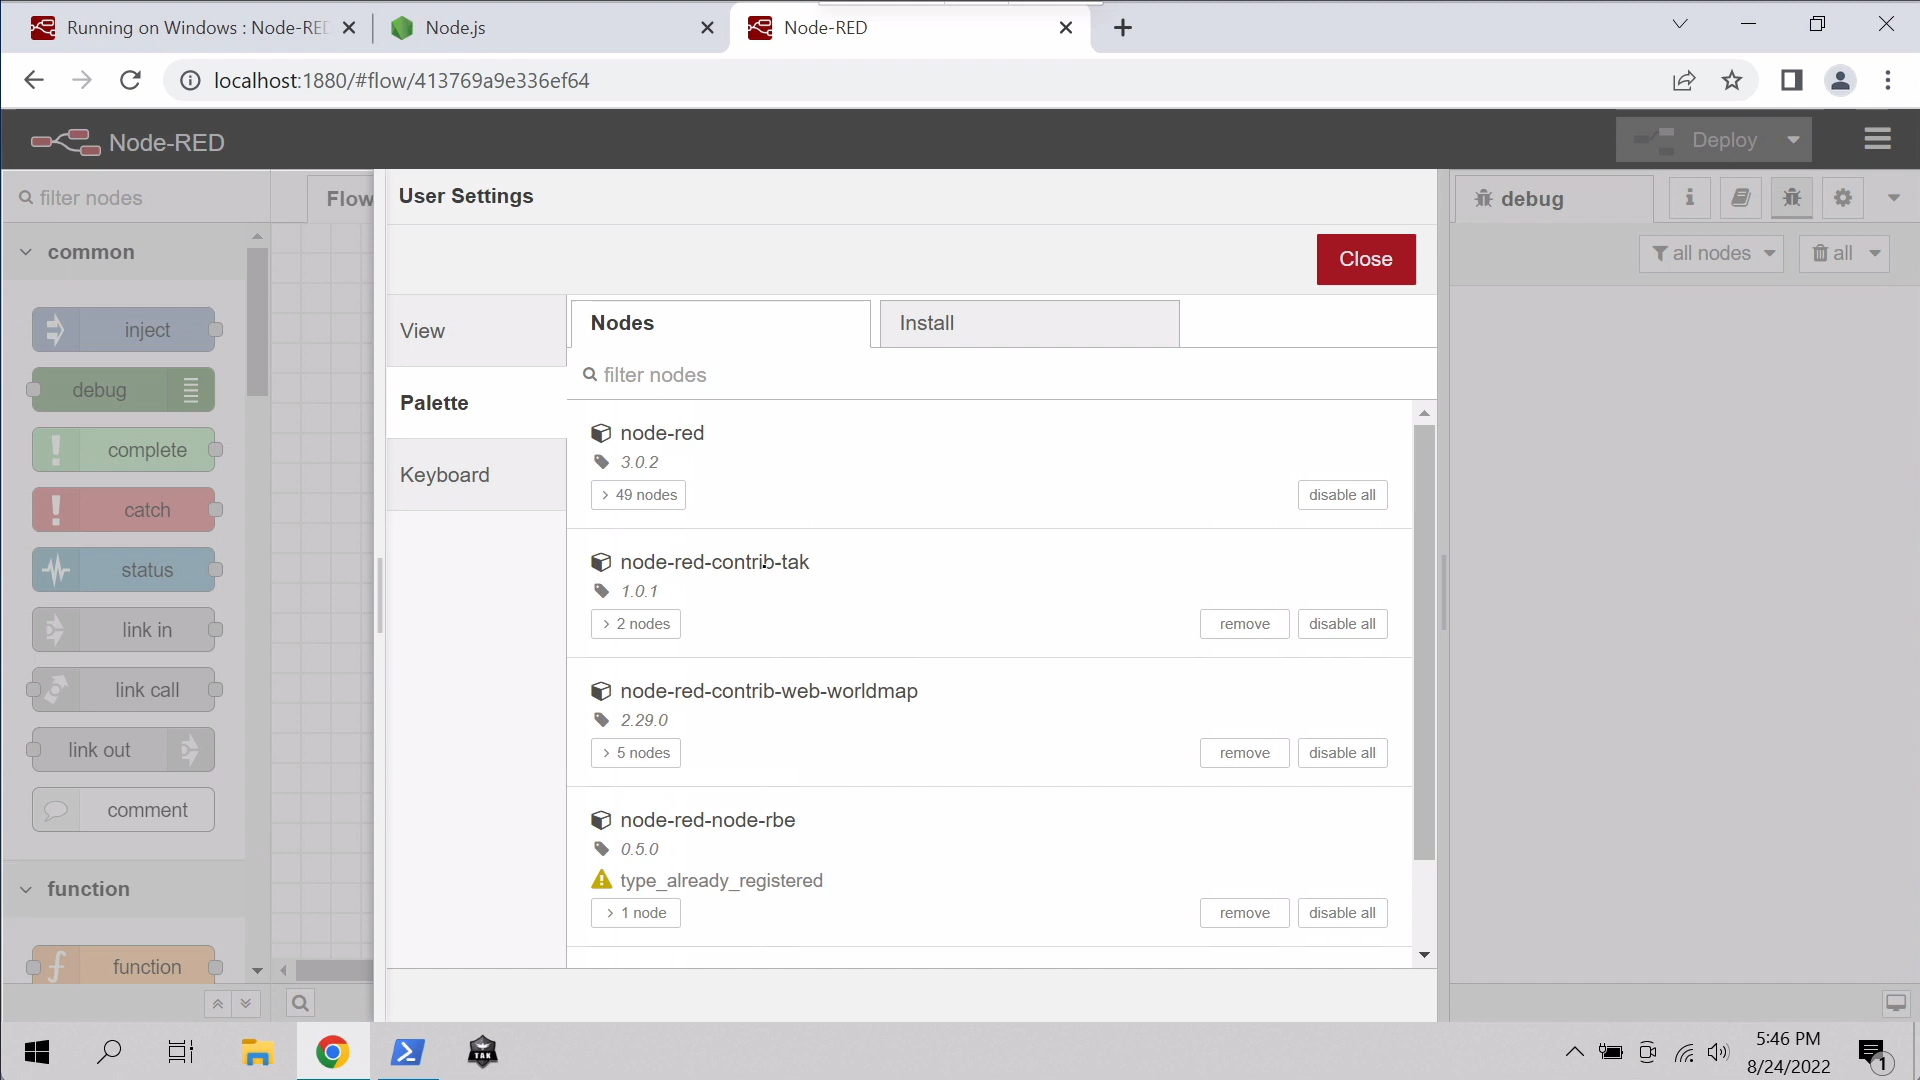 Running on Windows : Node-RED
Node.js
Node-RED
localhost:1880/#flow/413769a9e336ef64
Node-RED
Deploy
filter nodes
Flow
User Settings
debug
Close
all nodes
all
common
inject
debug
complete
catch
status
link in
link call
link out
comment
function
function
View
Palette
Keyboard
Nodes
Install
filter nodes
node-red
3.0.2
49 nodes
disable all
node-red-contrib-tak
1.0.1
2 nodes
remove
disable all
node-red-contrib-web-worldmap
2.29.0
5 nodes
remove
disable all
node-red-node-rbe
0.5.0
type_already_registered
1 node
remove
disable all
TAK
5:46 PM
8/24/2022
1